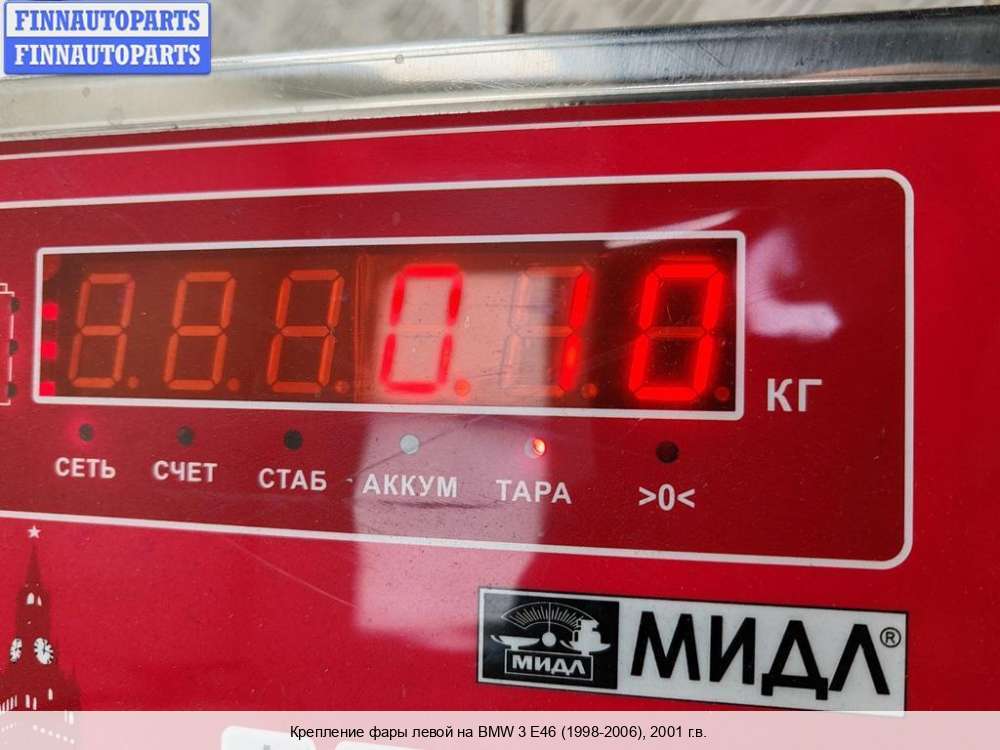 FINNAUTOPARTS
FINNAUTOPARTS
0.10
КГ
СЕТЬ СЧЕТ СТАБ АККУМ ТАРА >0<
МИДЛ МИДЛ®
Крепление фары левой на BMW 3 E46 (1998-2006), 2001 г.в.